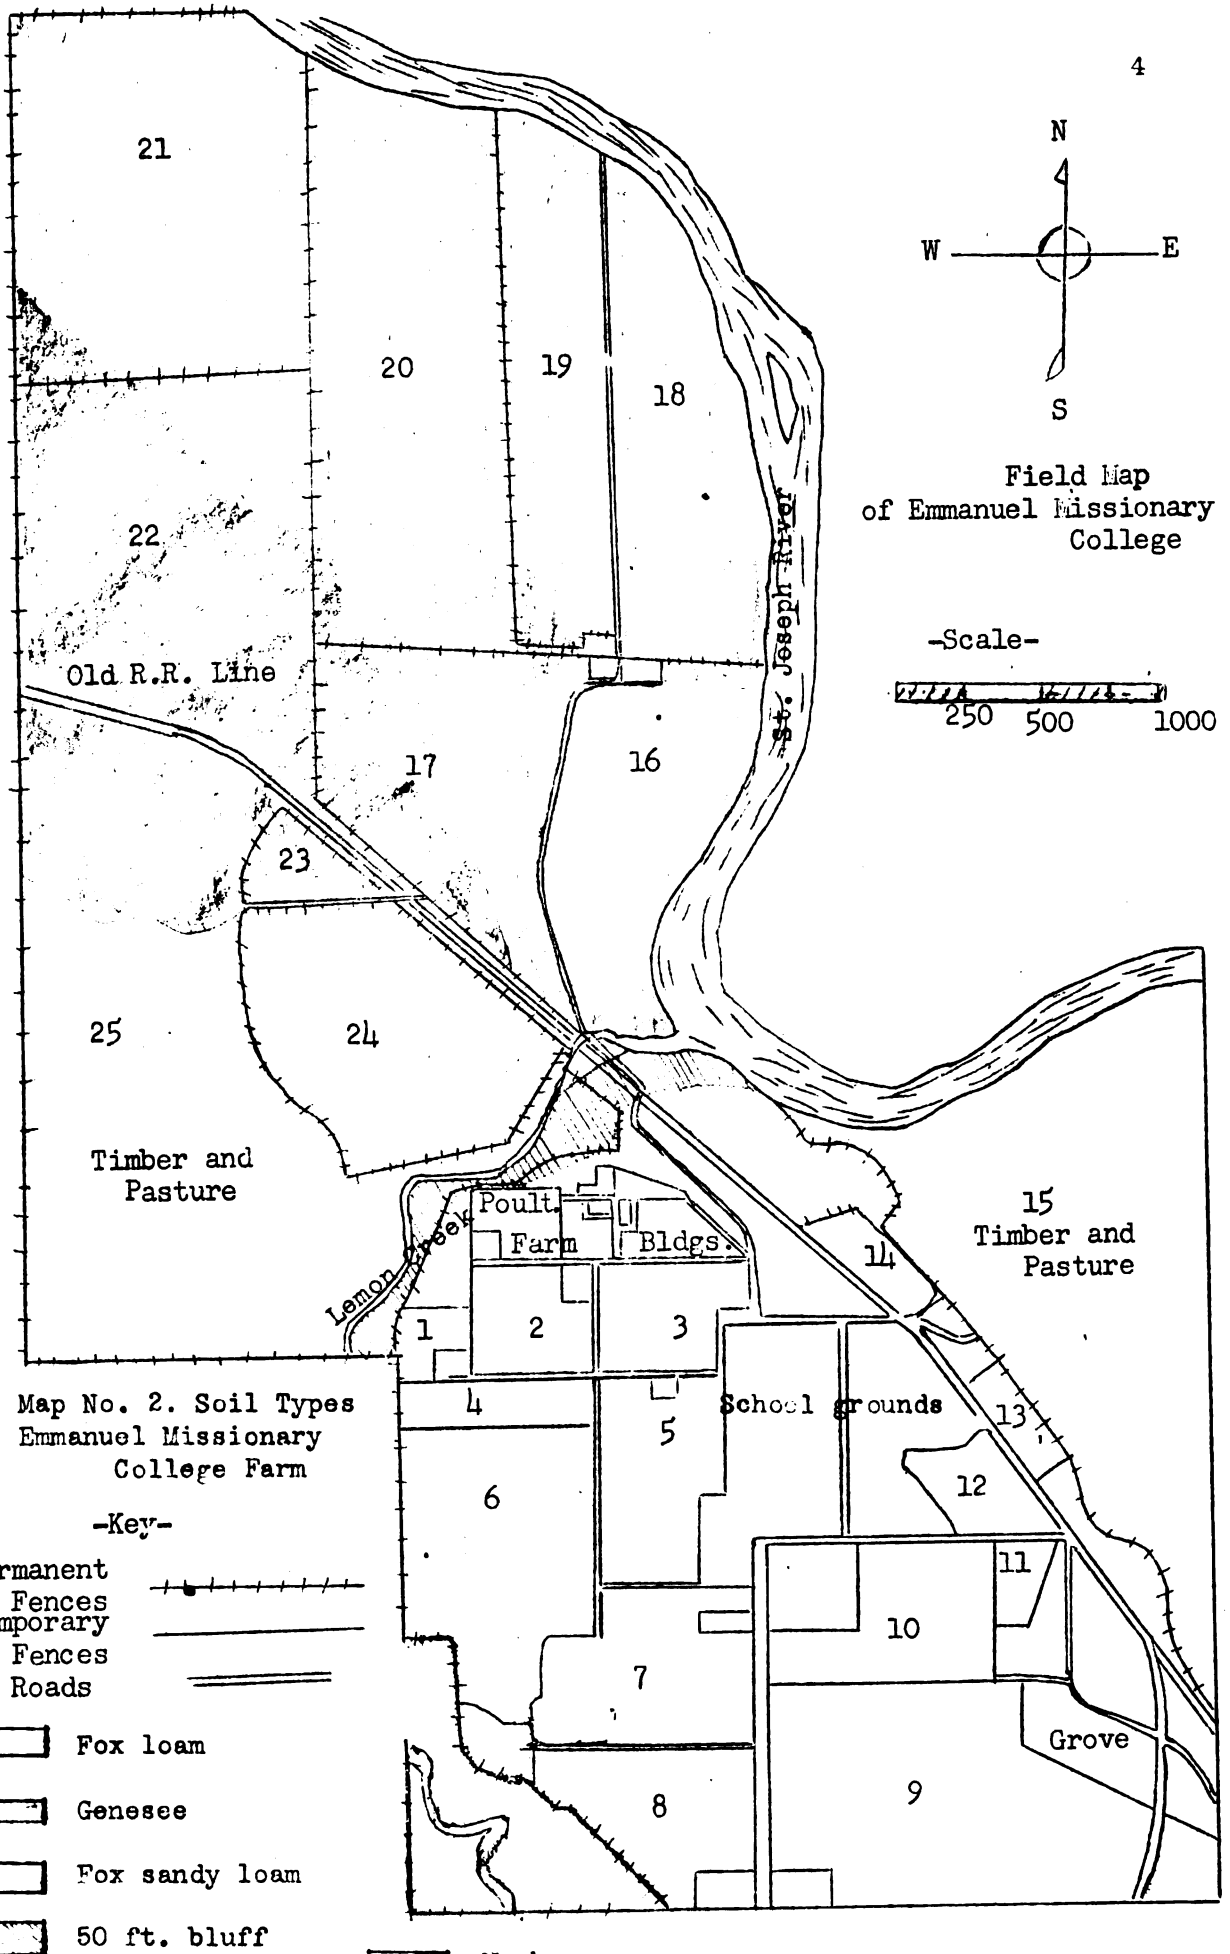 4
N
W E
S
Field Map
of Emmanuel Missionary
College
-Scale-
250 500 1000
21
20
19
18
22
Old R.R. Line
17
16
St. Joseph River
23
25
24
Timber and
Pasture
15
Timber and
Pasture
14
Poult.
Farm Bldgs.
Lemon Creek
1
2
3
4
5
School grounds
13
12
6
11
10
7
Grove
8
9
Map No. 2. Soil Types
Emmanuel Missionary
College Farm
-Key-
rmanent
Fences
mporary
Fences
Roads
Fox loam
Genesee
Fox sandy loam
50 ft. bluff